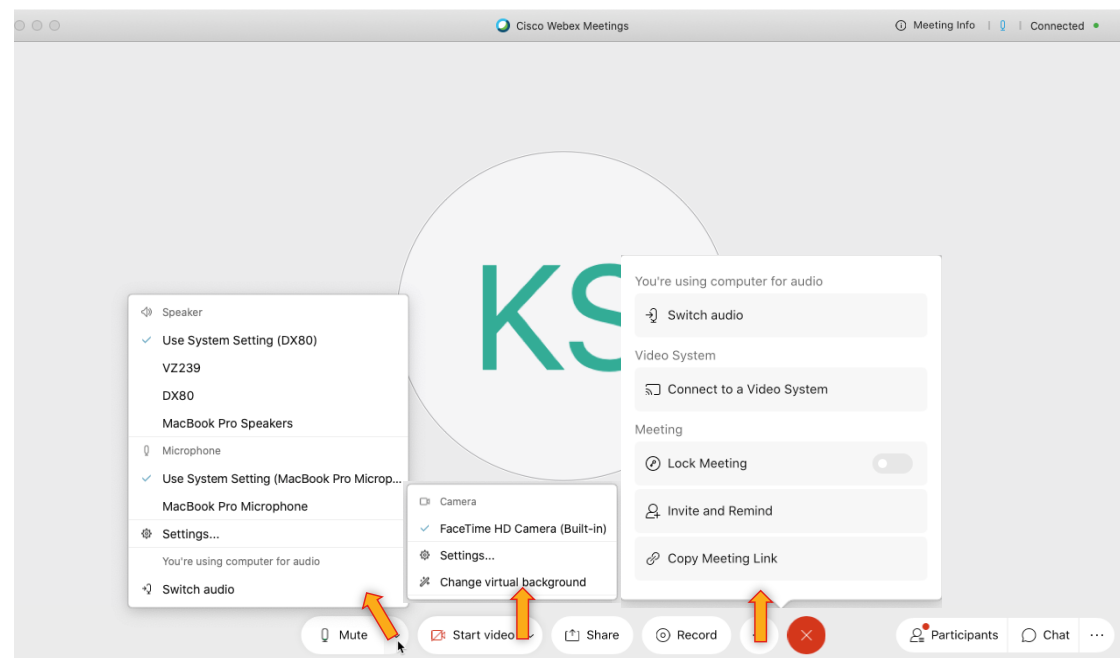 Cisco Webex Meetings
Meeting Info
Connected
KS
Speaker
Use System Setting (DX80)
VZ239
DX80
MacBook Pro Speakers
Microphone
Use System Setting (MacBook Pro Microp...
MacBook Pro Microphone
Settings...
You're using computer for audio
Switch audio
Camera
FaceTime HD Camera (Built-in)
Settings...
Change virtual background
You're using computer for audio
Switch audio
Video System
Connect to a Video System
Meeting
Lock Meeting
Invite and Remind
Copy Meeting Link
Mute
Start video
Share
Record
Participants
Chat